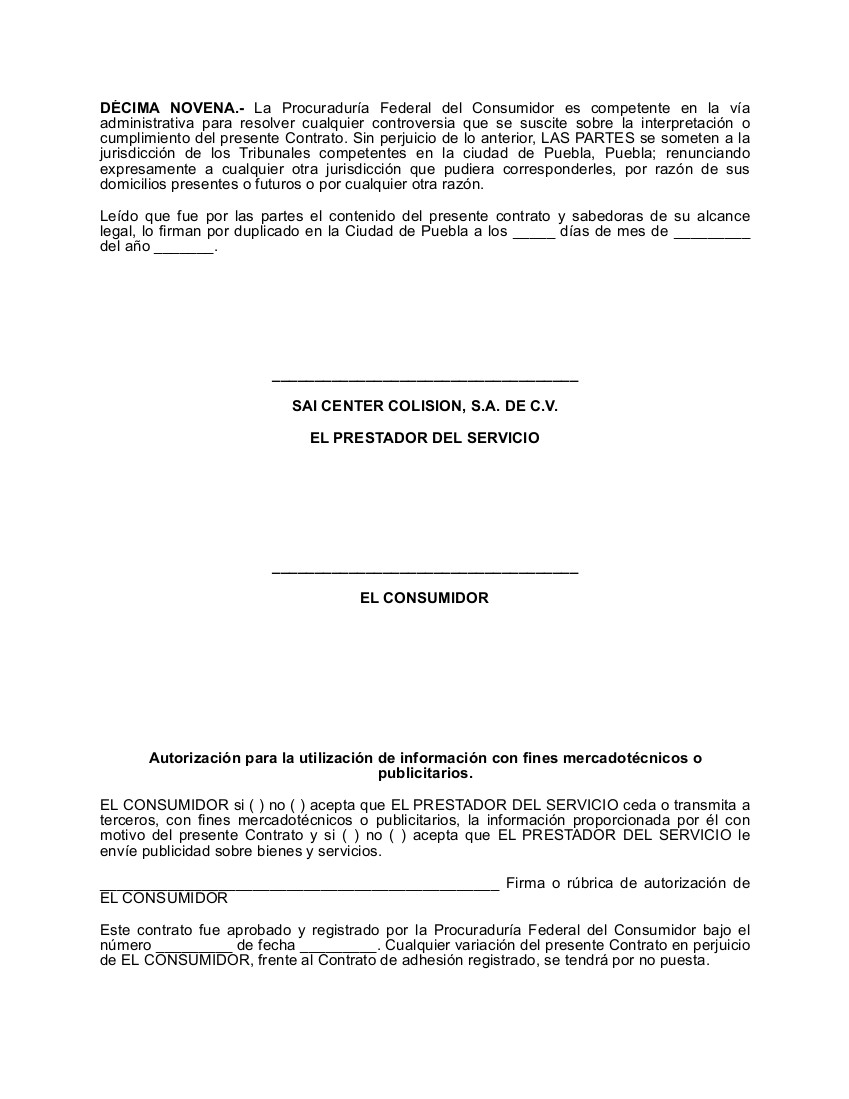 DÉCIMA NOVENA.- La Procuraduría Federal del Consumidor es competente en la vía
administrativa para resolver cualquier controversia que se suscite sobre la interpretación o
cumplimiento del presente Contrato. Sin perjuicio de lo anterior, LAS PARTES se someten a la
jurisdicción de los Tribunales competentes en la ciudad de Puebla, Puebla; renunciando
expresamente a cualquier otra jurisdicción que pudiera corresponderles, por razón de sus
domicilios presentes o futuros o por cualquier otra razón.
Leído que fue por las partes el contenido del presente contrato y sabedoras de su alcance
legal, lo firman por duplicado en la Ciudad de Puebla a los _____ días de mes de _________
del año _______.
____________________________________
SAI CENTER COLISION, S.A. DE C.V.
EL PRESTADOR DEL SERVICIO
____________________________________
EL CONSUMIDOR
Autorización para la utilización de información con fines mercadotécnicos o
publicitarios.
EL CONSUMIDOR si ( ) no ( ) acepta que EL PRESTADOR DEL SERVICIO ceda o transmita a
terceros, con fines mercadotécnicos o publicitarios, la información proporcionada por él con
motivo del presente Contrato y si ( ) no ( ) acepta que EL PRESTADOR DEL SERVICIO le
envíe publicidad sobre bienes y servicios.
_______________________________________________ Firma o rúbrica de autorización de
EL CONSUMIDOR
Este contrato fue aprobado y registrado por la Procuraduría Federal del Consumidor bajo el
número _________ de fecha _________. Cualquier variación del presente Contrato en perjuicio
de EL CONSUMIDOR, frente al Contrato de adhesión registrado, se tendrá por no puesta.